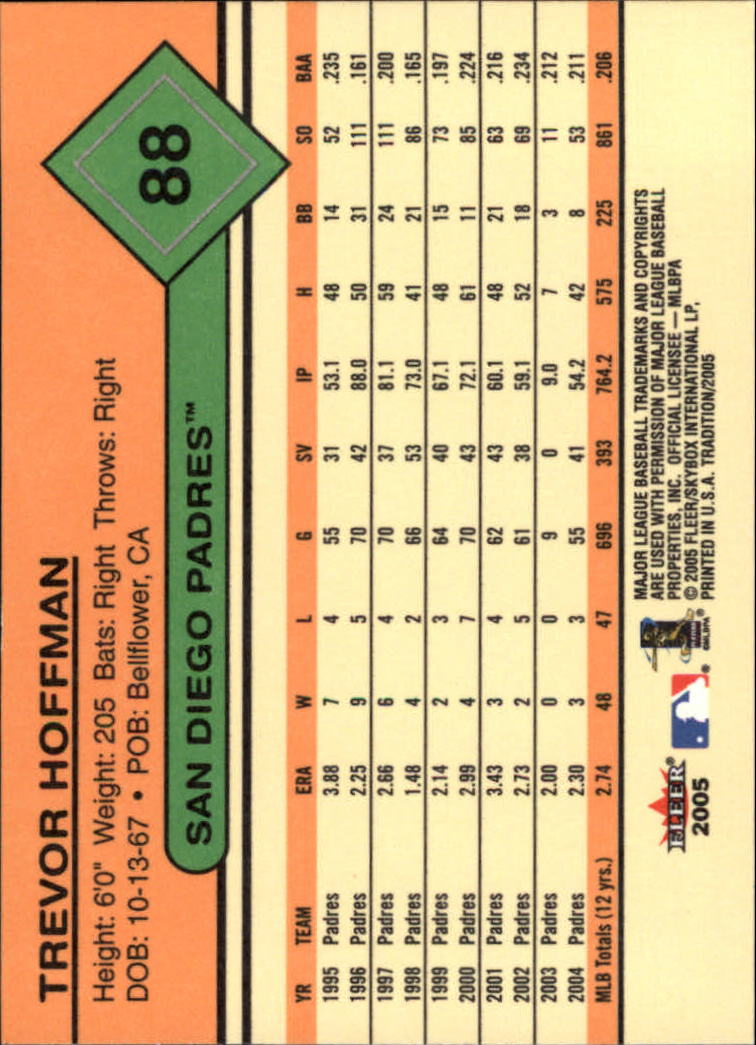 TREVOR HOFFMAN
Height: 6'0" Weight: 205 Bats: Right Throws: Right
DOB: 10-13-67 • POB: Bellflower, CA
88
SAN DIEGO PADRES™
YR TEAM ERA W L G SV IP H BB SO BAA
1995 Padres 3.88 7 4 55 31 53.1 48 14 52 .235
1996 Padres 2.25 9 5 70 42 88.0 50 31 111 .161
1997 Padres 2.66 6 4 70 37 81.1 59 24 111 .200
1998 Padres 1.48 4 2 66 53 73.0 41 21 86 .165
1999 Padres 2.14 2 3 64 40 67.1 48 15 73 .197
2000 Padres 2.99 4 7 70 43 72.1 61 11 85 .224
2001 Padres 3.43 3 4 62 43 60.1 48 21 63 .216
2002 Padres 2.73 2 5 61 38 59.1 52 18 69 .234
2003 Padres 2.00 0 0 9 0 9.0 7 3 11 .212
2004 Padres 2.30 3 3 55 41 54.2 42 8 53 .211
MLB Totals (12 yrs.) 2.74 48 47 696 393 764.2 575 225 861 .206
FLEER®
2005
®
©MLBPA
MAJOR LEAGUE BASEBALL TRADEMARKS AND COPYRIGHTS
ARE USED WITH PERMISSION OF MAJOR LEAGUE BASEBALL
PROPERTIES, INC. OFFICIAL LICENSEE — MLBPA
© 2005 FLEER/SKYBOX INTERNATIONAL LP,
PRINTED IN U.S.A. TRADITION/2005